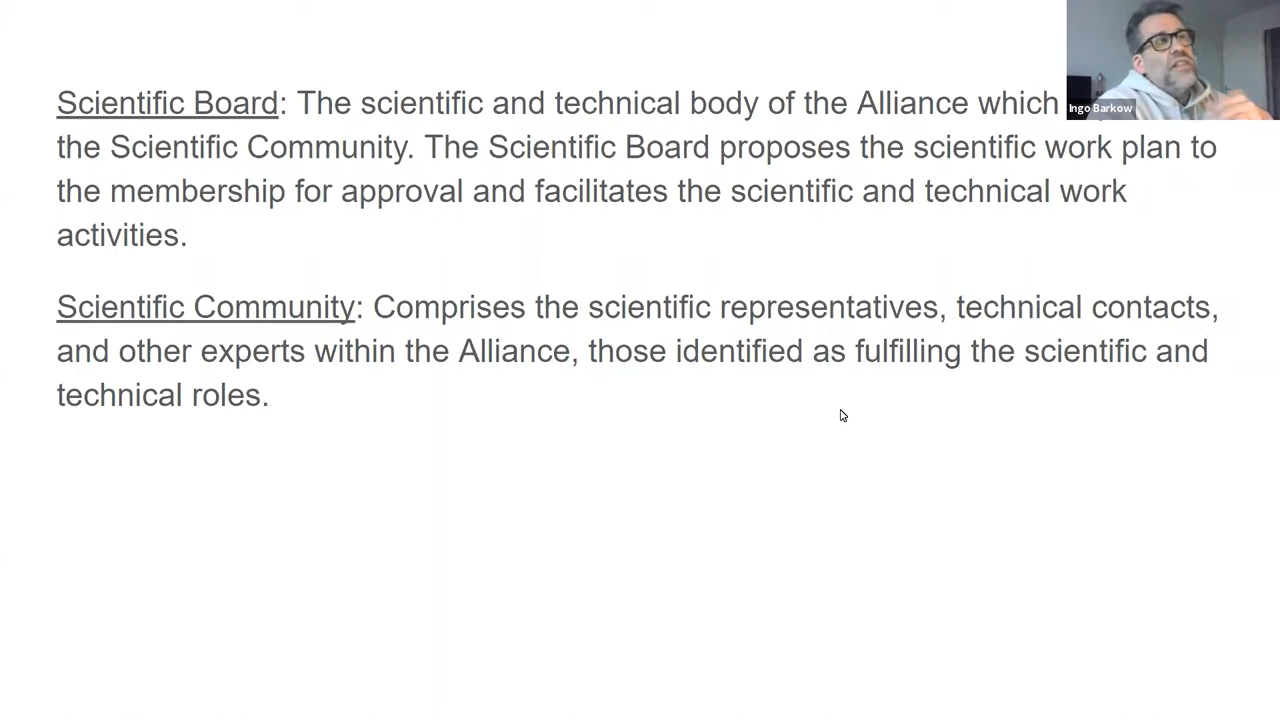 Scientific Board: The scientific and technical body of the Alliance which
the Scientific Community. The Scientific Board proposes the scientific work plan to
the membership for approval and facilitates the scientific and technical work
activities.
Scientific Community: Comprises the scientific representatives, technical contacts,
and other experts within the Alliance, those identified as fulfilling the scientific and
technical roles.
Ingo Barkow